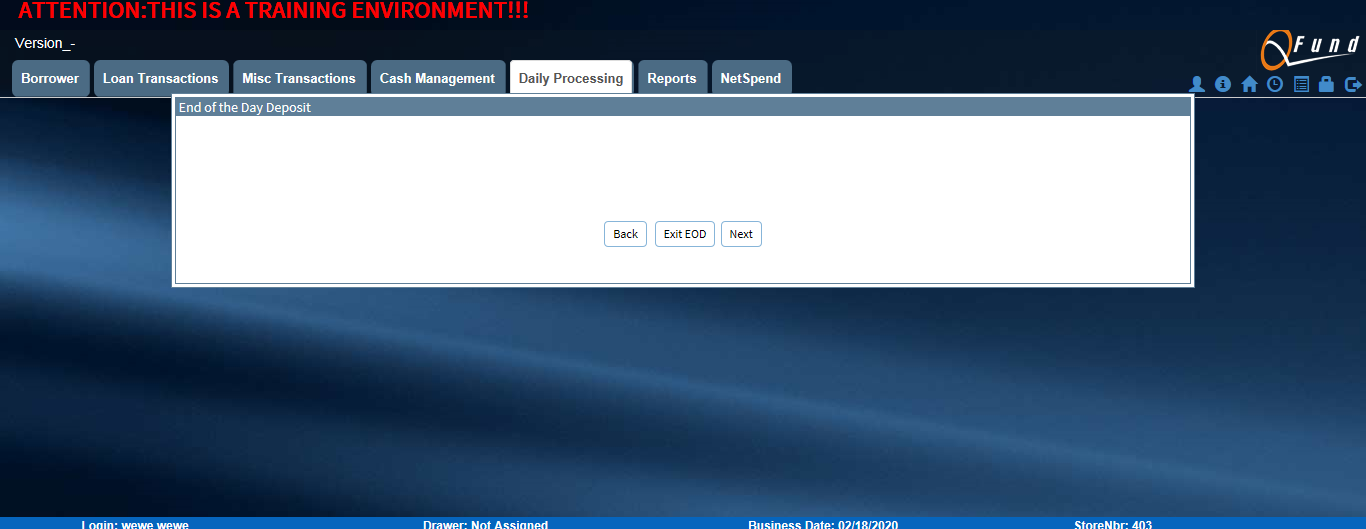 ATTENTION:THIS IS A TRAINING ENVIRONMENT!!!
Version_-
QFund
Borrower Loan Transactions Misc Transactions Cash Management Daily Processing Reports NetSpend
End of the Day Deposit
Back Exit EOD Next
Login: wewe wewe Drawer: Not Assigned Business Date: 02/18/2020 StoreNbr: 403